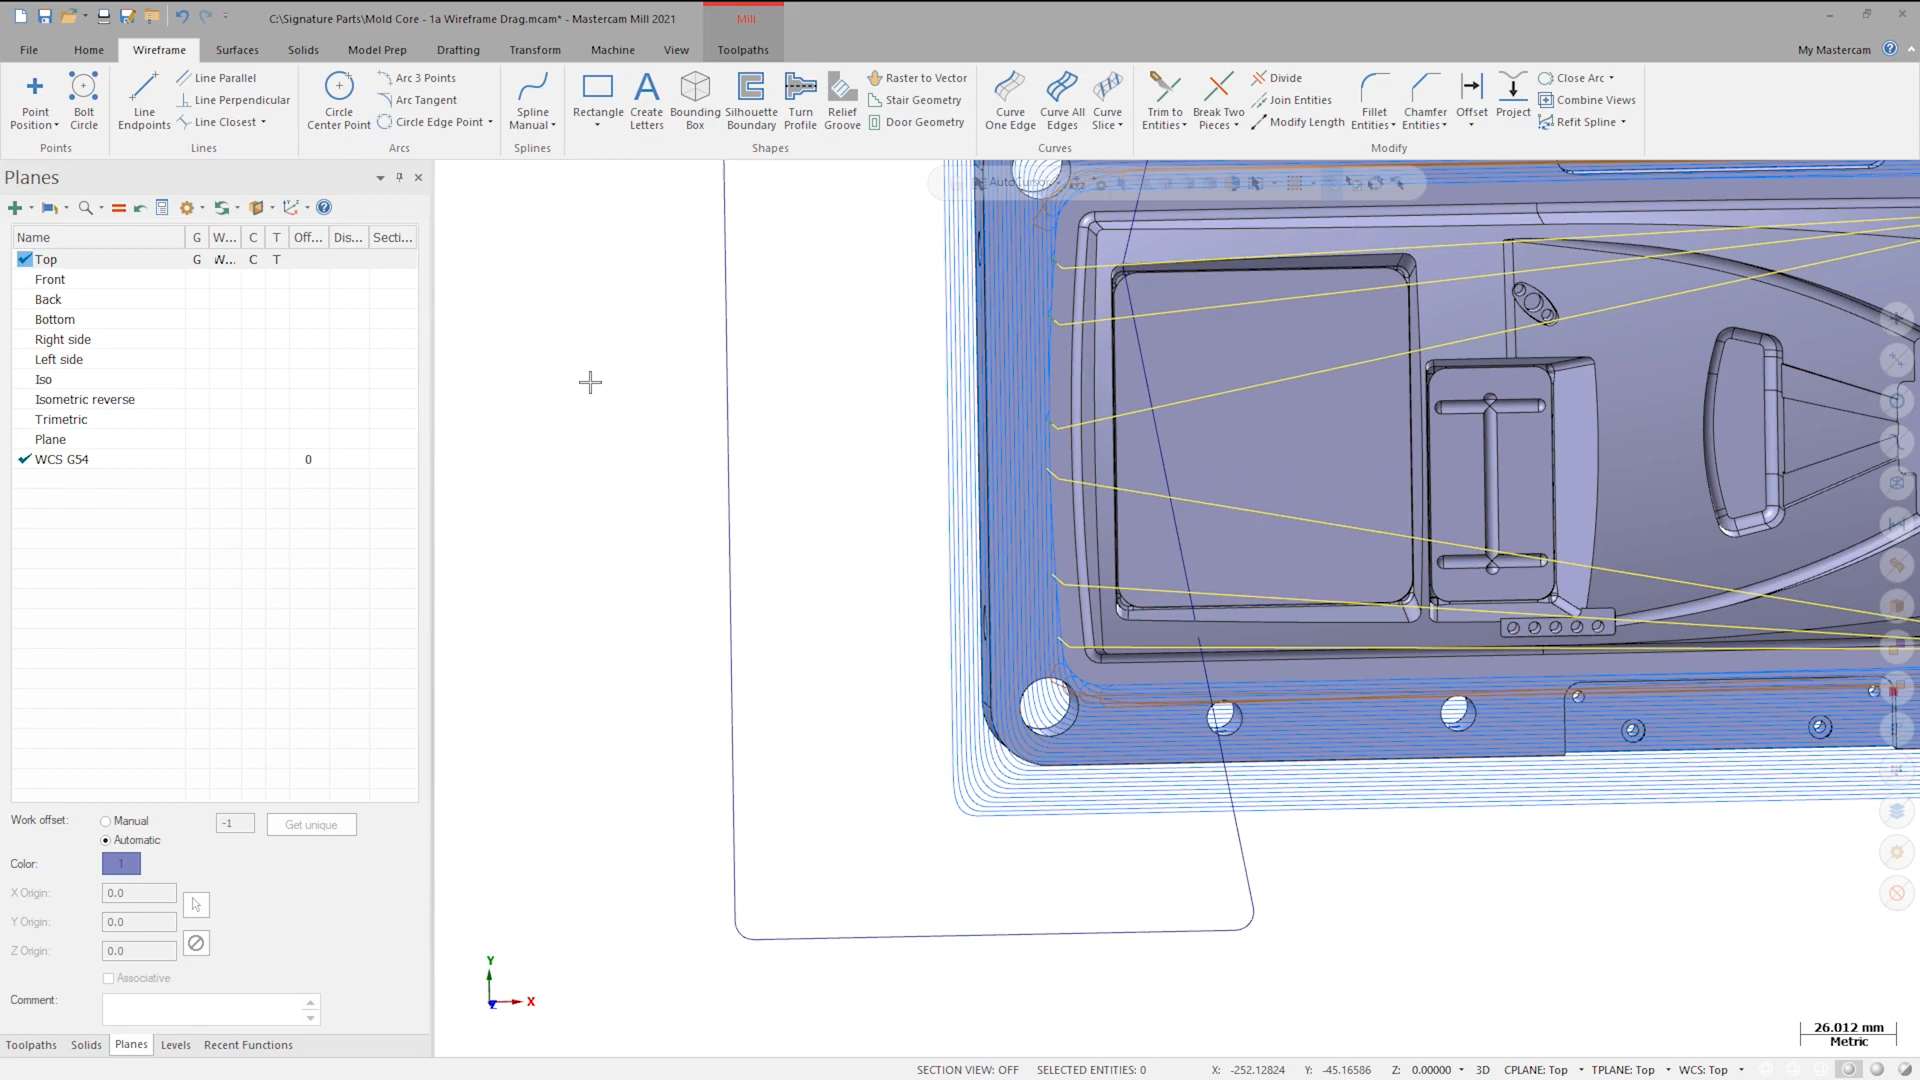 C:\Signature Parts\Mold Core - 1a Wireframe Drag.mcam* - Mastercam Mill 2021
Mill
File Home Wireframe Surfaces Solids Model Prep Drafting Transform Machine View Toolpaths My Mastercam
Point Position
Bolt Circle
Points
Line Endpoints
Line Parallel
Line Perpendicular
Line Closest
Lines
Circle Center Point
Arc 3 Points
Arc Tangent
Circle Edge Point
Arcs
Spline Manual
Splines
Rectangle
Create Letters
Bounding Box
Silhouette Boundary
Turn Profile
Relief Groove
Raster to Vector
Stair Geometry
Door Geometry
Shapes
Curve One Edge
Curve All Edges
Curve Slice
Curves
Trim to Entities
Break Two Pieces
Divide
Join Entities
Modify Length
Fillet Entities
Chamfer Entities
Offset
Project
Close Arc
Combine Views
Refit Spline
Modify
Planes
AutoCursor
Name G W... C T Off... Dis... Secti...
Top G W... C T
Front
Back
Bottom
Right side
Left side
Iso
Isometric reverse
Trimetric
Plane
WCS G54 0
Work offset: Manual -1 Get unique
Automatic
Color: 1
X Origin: 0.0
Y Origin: 0.0
Z Origin: 0.0
Associative
Comment:
Y
X
26.012 mm
Metric
Toolpaths Solids Planes Levels Recent Functions
SECTION VIEW: OFF SELECTED ENTITIES: 0 X: -252.12824 Y: -45.16586 Z: 0.00000 3D CPLANE: Top TPLANE: Top WCS: Top